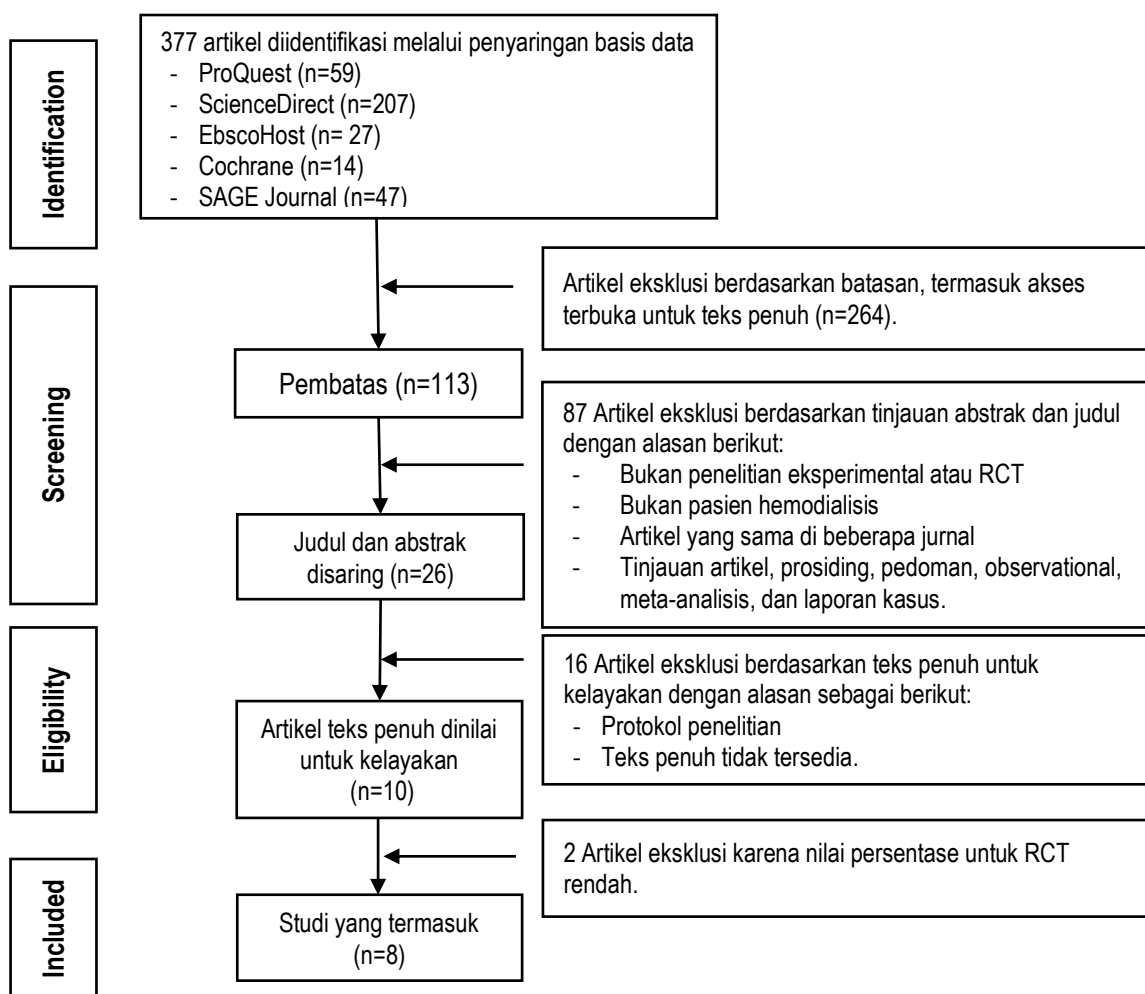 Identification
377 artikel diidentifikasi melalui penyaringan basis data
- ProQuest (n=59)
- ScienceDirect (n=207)
- EbscoHost (n= 27)
- Cochrane (n=14)
- SAGE Journal (n=47)
Artikel eksklusi berdasarkan batasan, termasuk akses
terbuka untuk teks penuh (n=264).
Screening
Pembatas (n=113)
87 Artikel eksklusi berdasarkan tinjauan abstrak dan judul
dengan alasan berikut:
- Bukan penelitian eksperimental atau RCT
- Bukan pasien hemodialisis
- Artikel yang sama di beberapa jurnal
- Tinjauan artikel, prosiding, pedoman, observational,
meta-analisis, dan laporan kasus.
Judul dan abstrak
disaring (n=26)
Eligibility
16 Artikel eksklusi berdasarkan teks penuh untuk
kelayakan dengan alasan sebagai berikut:
- Protokol penelitian
- Teks penuh tidak tersedia.
Artikel teks penuh dinilai
untuk kelayakan
(n=10)
2 Artikel eksklusi karena nilai persentase untuk RCT
rendah.
Included
Studi yang termasuk
(n=8)